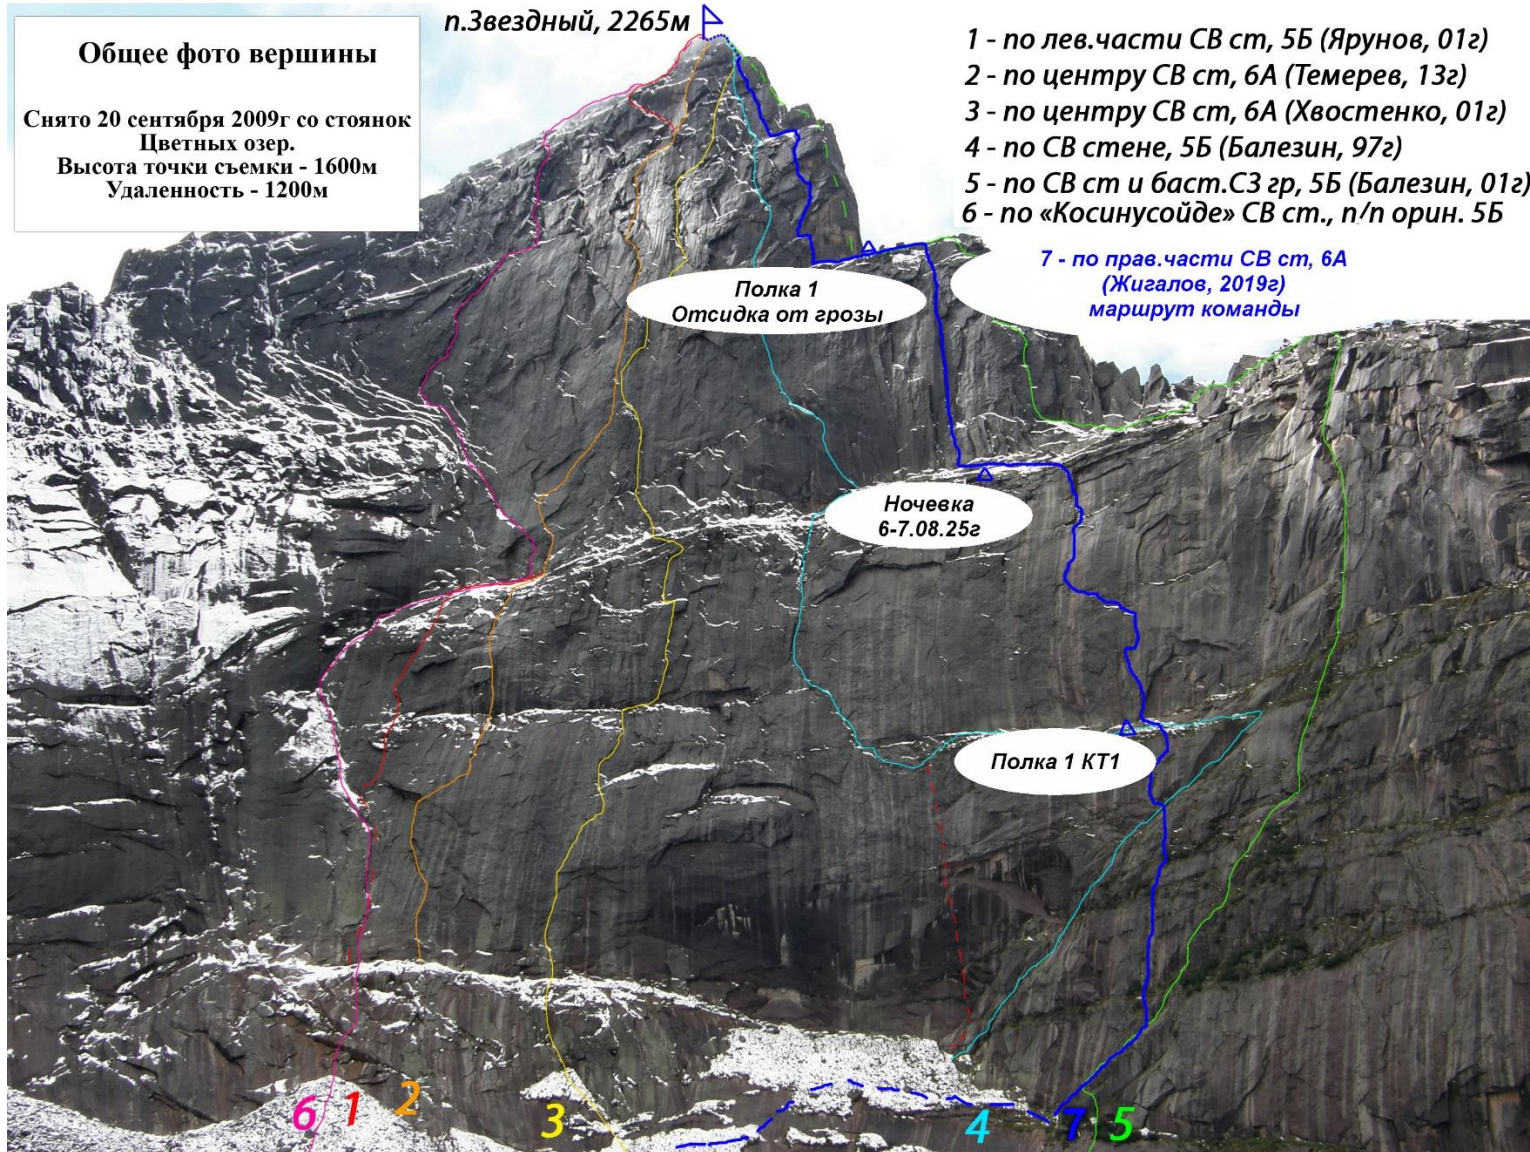 Общее фото вершины
Снято 20 сентября 2009г со стоянок
Цветных озер.
Высота точки съемки - 1600м
Удаленность - 1200м
п.Звездный, 2265м
1 - по лев.части СВ ст, 5Б (Ярунов, 01г)
2 - по центру СВ ст, 6А (Темерев, 13г)
3 - по центру СВ ст, 6А (Хвостенко, 01г)
4 - по СВ стене, 5Б (Балезин, 97г)
5 - по СВ ст и баст.СЗ гр, 5Б (Балезин, 01г)
6 - по «Косинусойде» СВ ст., п/п орин. 5Б
7 - по прав.части СВ ст, 6А
(Жигалов, 2019г)
маршрут команды
Полка 1
Отсидка от грозы
Ночевка
6-7.08.25г
Полка 1 КТ1
6 1 2 3 4 7 5